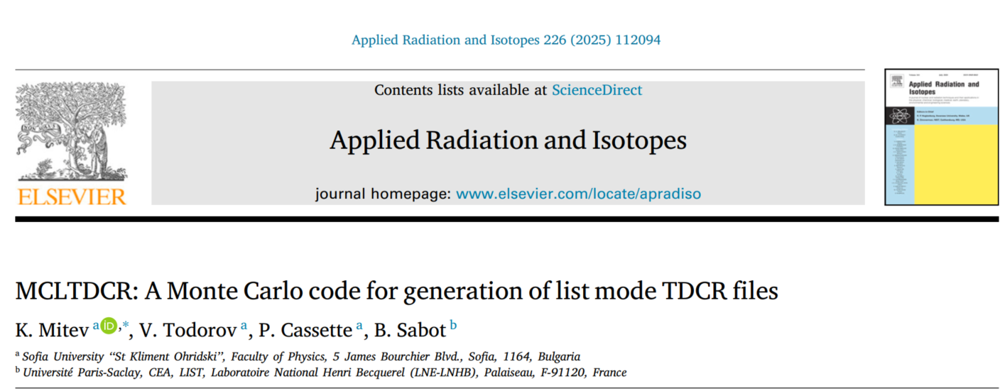 Applied Radiation and Isotopes 226 (2025) 112094
Contents lists available at ScienceDirect
Applied Radiation and Isotopes
journal homepage: www.elsevier.com/locate/apradiso
ELSEVIER
NON SOLUS
Applied Radiation and
Isotopes
MCLTDCR: A Monte Carlo code for generation of list mode TDCR files
K. Mitev a iD,*, V. Todorov a, P. Cassette a, B. Sabot b
a Sofia University “St Kliment Ohridski”, Faculty of Physics, 5 James Bourchier Blvd., Sofia, 1164, Bulgaria
b Université Paris-Saclay, CEA, LIST, Laboratoire National Henri Becquerel (LNE-LNHB), Palaiseau, F-91120, France